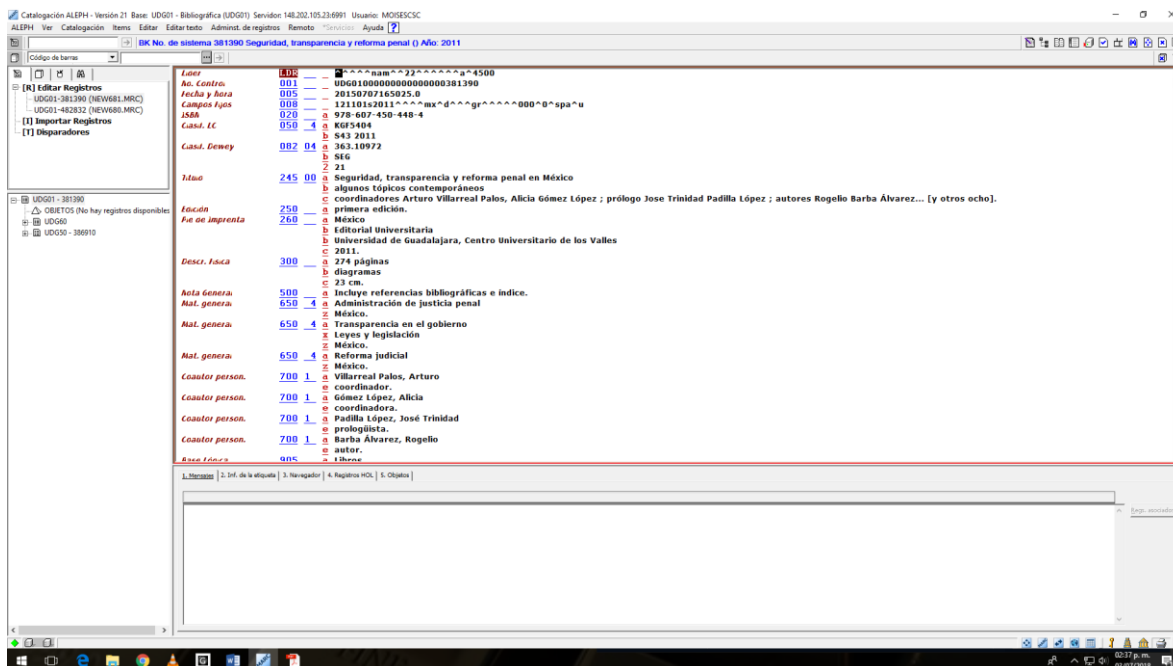 Catalogación ALEPH - Versión 21 Base: UDG01 - Bibliográfica (UDG01) Servidor: 148.202.105.23:6991 Usuario: MOISESCSC
ALEPH Ver Catalogación Items Editar Editar texto Adminst. de registros Remoto *Servicios Ayuda ?
BK No. de sistema 381390 Seguridad, transparencia y reforma penal () Año: 2011
Código de barras
[R] Editar Registros
UDG01-381390 (NEW681.MRC)
UDG01-482832 (NEW680.MRC)
[I] Importar Registros
[T] Disparadores
UDG01 - 381390
OBJETOS (No hay registros disponibles
UDG60
UDG50 - 386910
Líder LDR ^^^^^nam^^22^^^^^^a^4500
No. Control 001 UDG01000000000000000381390
Fecha y hora 005 20150707165025.0
Campos fijos 008 121101s2011^^^^mx^d^^^gr^^^^^000^0^spa^u
ISBN 020 a 978-607-450-448-4
Clasif. LC 050 4 a KGF5404
b S43 2011
Clasif. Dewey 082 04 a 363.10972
b SEG
2 21
Título 245 00 a Seguridad, transparencia y reforma penal en México
b algunos tópicos contemporáneos
c coordinadores Arturo Villarreal Palos, Alicia Gómez López ; prólogo Jose Trinidad Padilla López ; autores Rogelio Barba Álvarez... [y otros ocho].
Edición 250 a primera edición.
Pie de imprenta 260 a México
b Editorial Universitaria
b Universidad de Guadalajara, Centro Universitario de los Valles
c 2011.
Descr. física 300 a 274 páginas
b diagramas
c 23 cm.
Nota General 500 a Incluye referencias bibliográficas e índice.
Mat. general 650 4 a Administración de justicia penal
z México.
Mat. general 650 4 a Transparencia en el gobierno
x Leyes y legislación
z México.
Mat. general 650 4 a Reforma judicial
z México.
Coautor person. 700 1 a Villarreal Palos, Arturo
e coordinador.
Coautor person. 700 1 a Gómez López, Alicia
e coordinadora.
Coautor person. 700 1 a Padilla López, José Trinidad
e prologüista.
Coautor person. 700 1 a Barba Álvarez, Rogelio
e autor.
Base Lógica 905 a Libros
1. Mensajes 2. Inf. de la etiqueta 3. Navegador 4. Registros HOL 5. Objetos
02:37 p. m.
03/07/2018